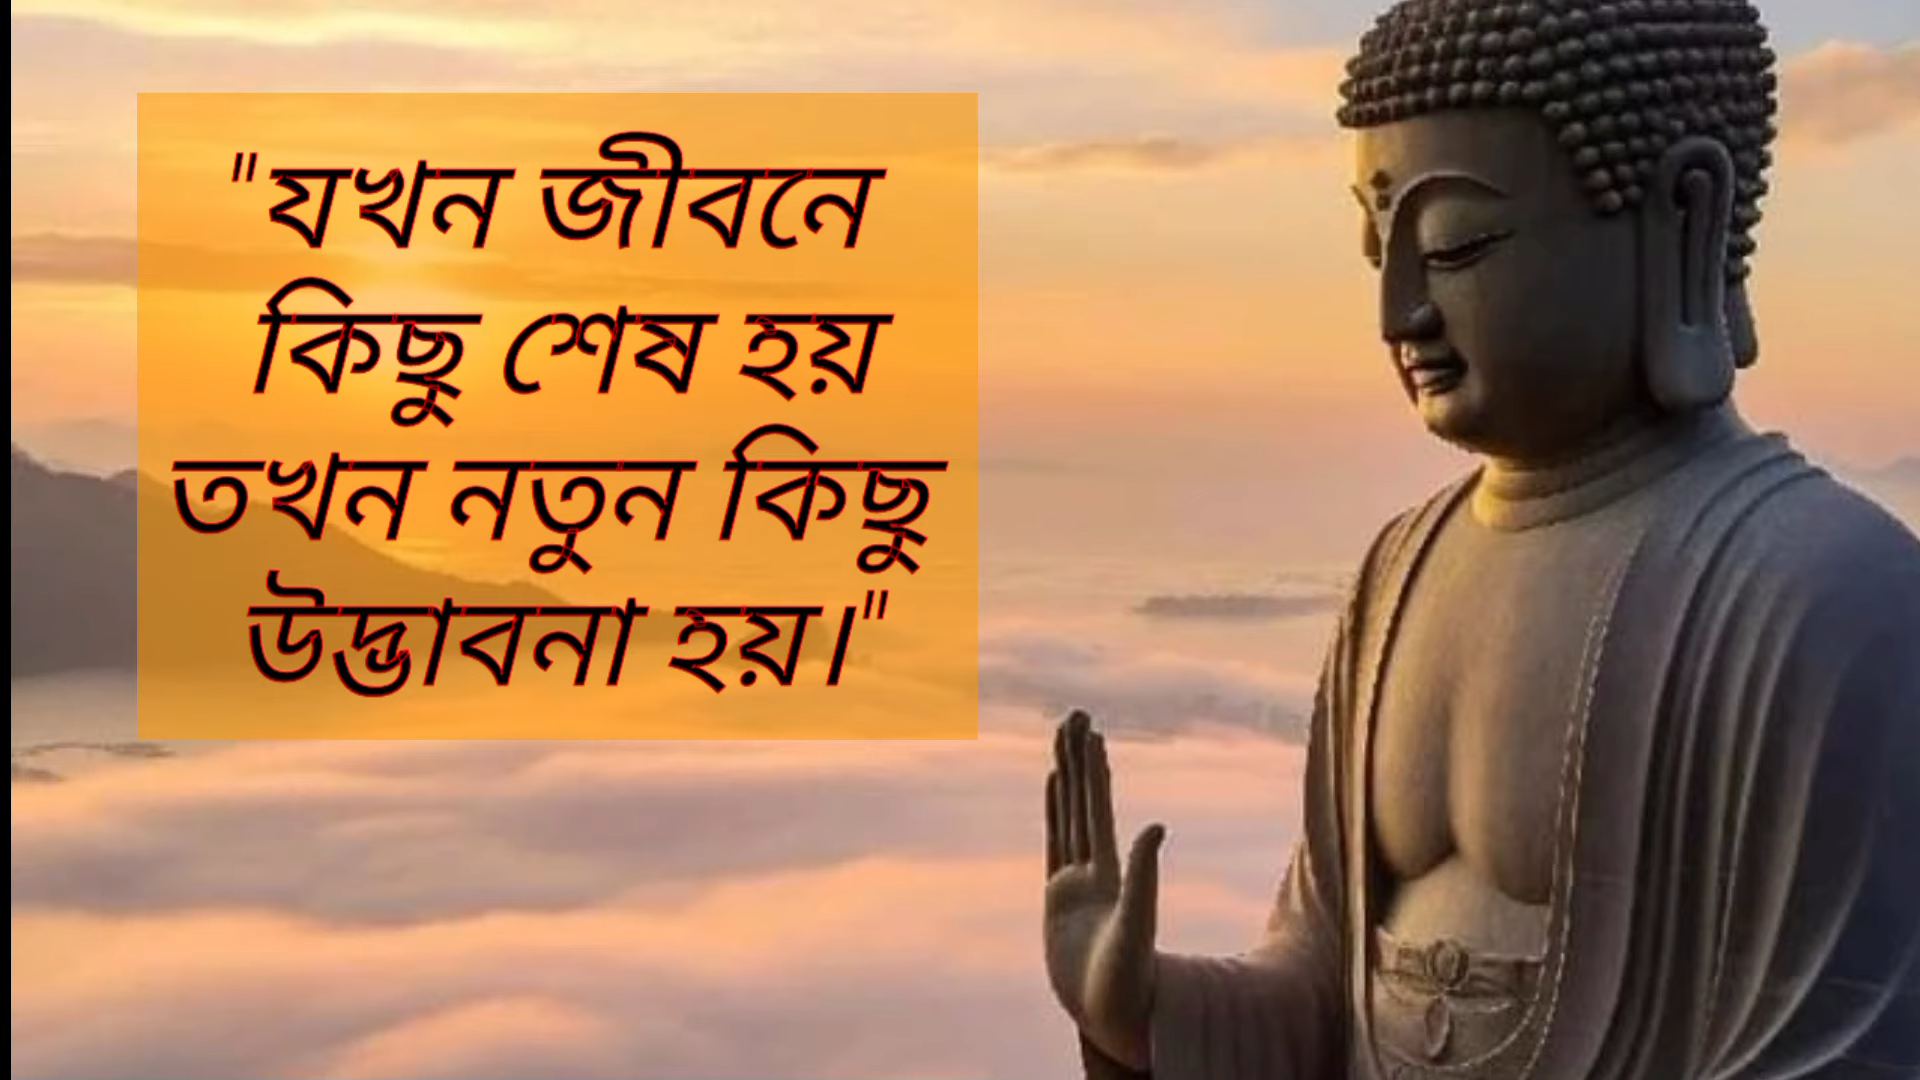 "যখন জীবনে
কিছু শেষ হয়
তখন নতুন কিছু
উদ্ভাবনা হয়।"